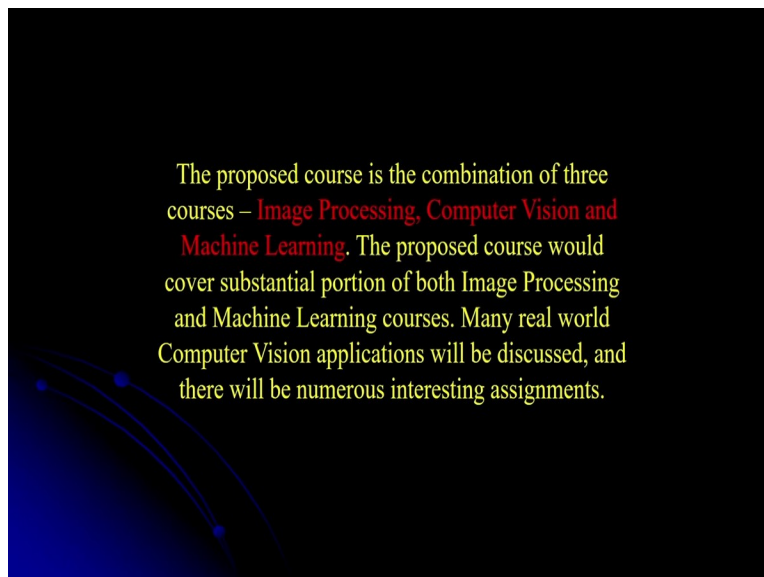 The proposed course is the combination of three
courses – Image Processing, Computer Vision and
Machine Learning. The proposed course would
cover substantial portion of both Image Processing
and Machine Learning courses. Many real world
Computer Vision applications will be discussed, and
there will be numerous interesting assignments.